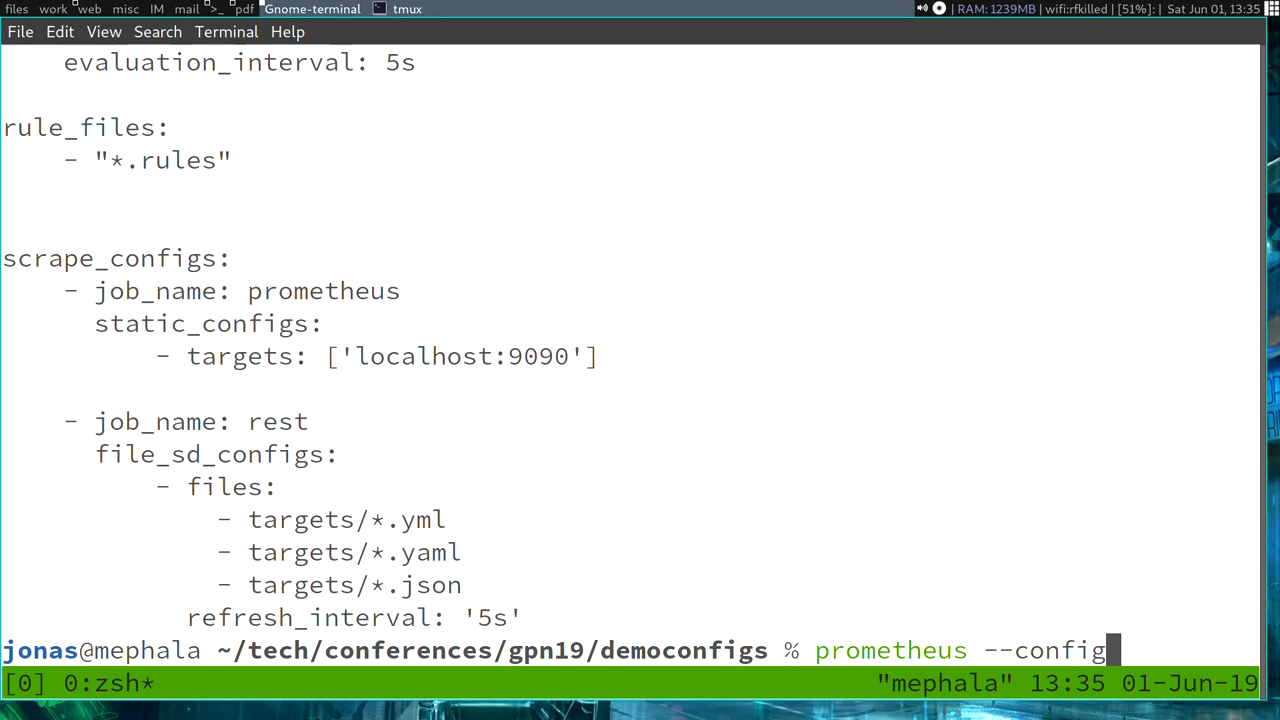 files work web misc IM mail >_ pdf Gnome-terminal tmux | RAM: 1239MB | wifi:rfkilled | [51%]: | Sat Jun 01, 13:35
File Edit View Search Terminal Help
evaluation_interval: 5s
rule_files:
- "*.rules"
scrape_configs:
- job_name: prometheus
static_configs:
- targets: ['localhost:9090']
- job_name: rest
file_sd_configs:
- files:
- targets/*.yml
- targets/*.yaml
- targets/*.json
refresh_interval: '5s'
jonas@mephala ~/tech/conferences/gpn19/democonfigs % prometheus --config
[0] 0:zsh* "mephala" 13:35 01-Jun-19